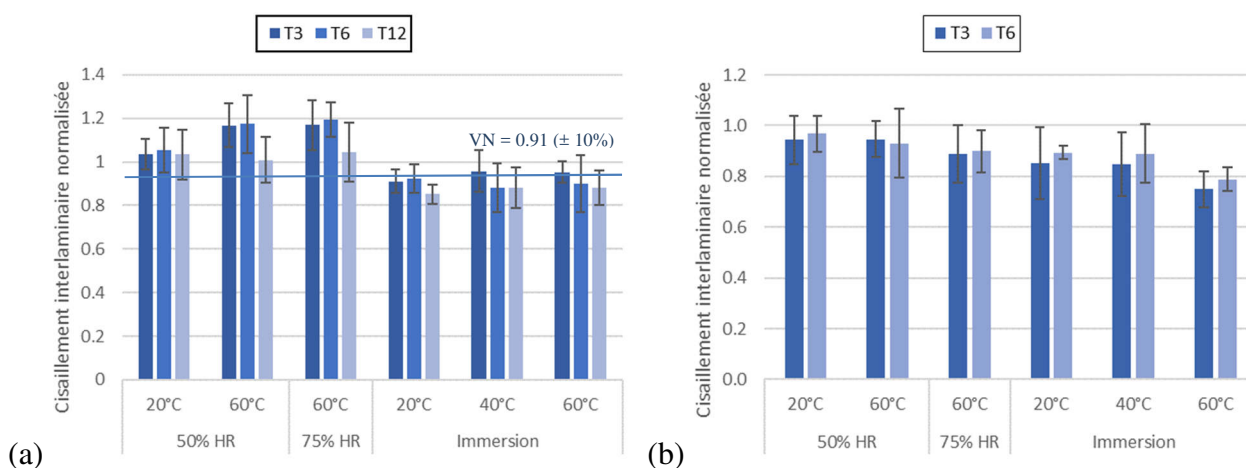 T3 T6 T12
Cisaillement interlaminaire normalisée
1.4
1.2
1
0.8
0.6
0.4
0.2
0
VN = 0.91 (± 10%)
20°C 60°C 60°C 20°C 40°C 60°C
50% HR 75% HR Immersion
(a)
T3 T6
Cisaillement interlaminaire normalisée
1.2
1.0
0.8
0.6
0.4
0.2
0.0
20°C 60°C 60°C 20°C 40°C 60°C
50% HR 75% HR Immersion
(b)